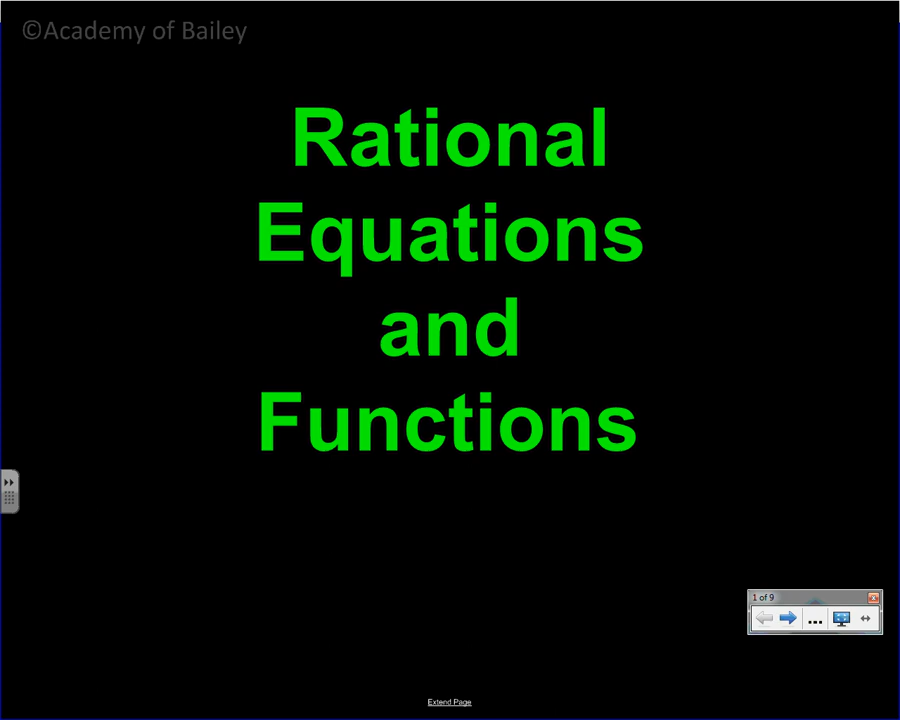 ©Academy of Bailey
Rational
Equations
and
Functions
1 of 9
...
Extend Page